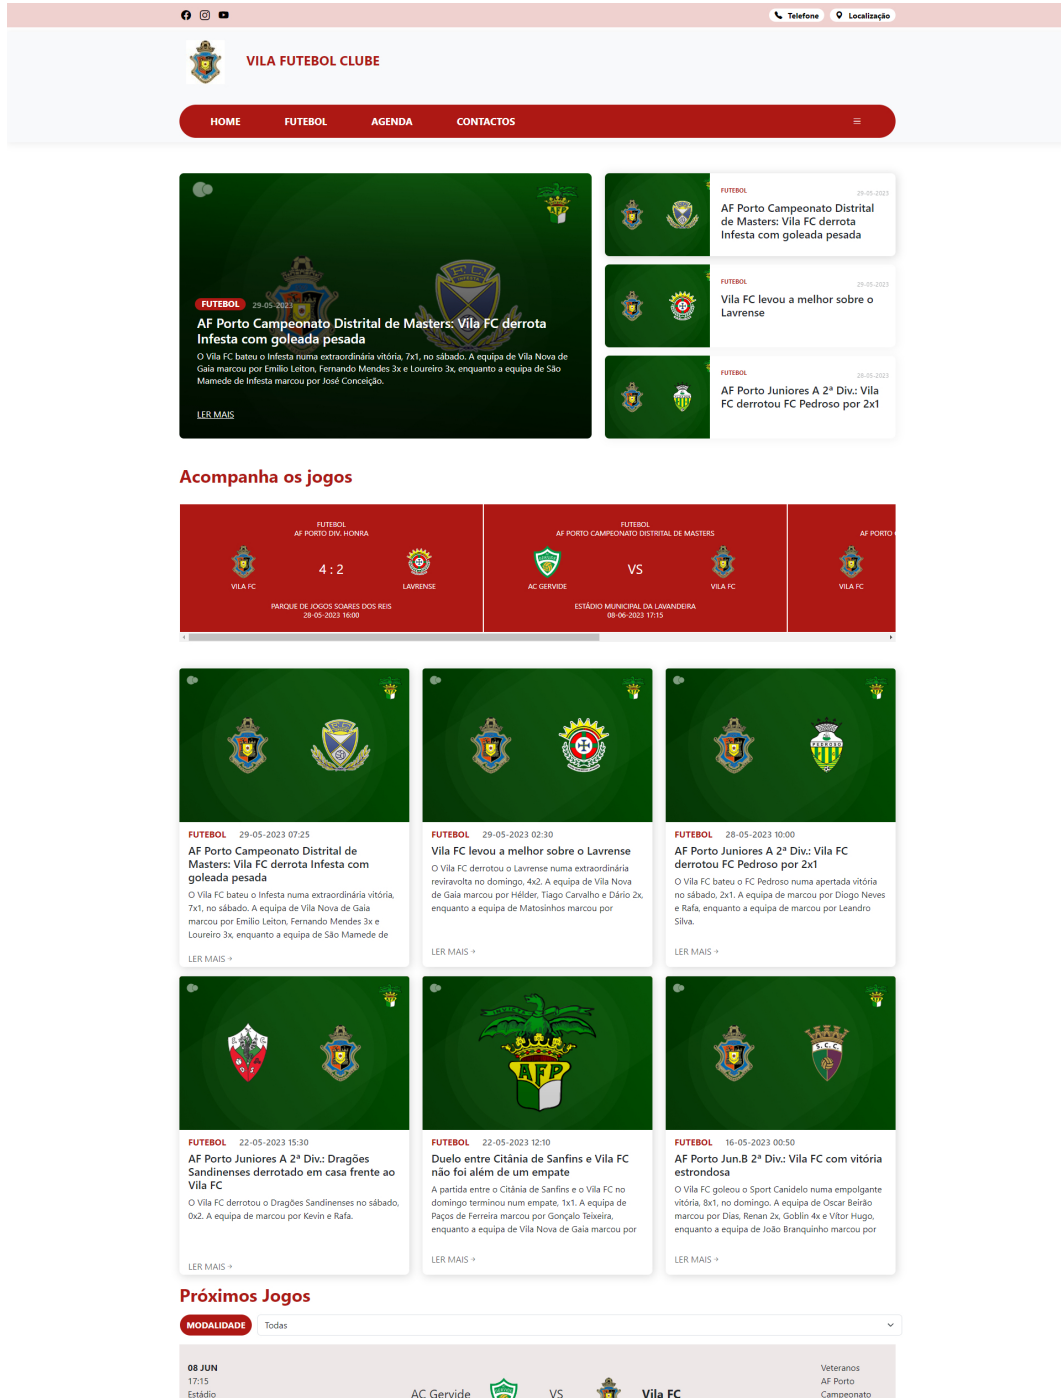 Telefone
Localização
VILA FUTEBOL CLUBE
HOME
FUTEBOL
AGENDA
CONTACTOS
FUTEBOL 29-05-2023
AF Porto Campeonato Distrital de Masters: Vila FC derrota
Infesta com goleada pesada
O Vila FC bateu o Infesta numa extraordinária vitória, 7x1, no sábado. A equipa de Vila Nova de
Gaia marcou por Emilio Leiton, Fernando Mendes 3x e Loureiro 3x, enquanto a equipa de São
Mamede de Infesta marcou por José Conceição.
LER MAIS
FUTEBOL 29-05-2023
AF Porto Campeonato Distrital
de Masters: Vila FC derrota
Infesta com goleada pesada
FUTEBOL 29-05-2023
Vila FC levou a melhor sobre o
Lavrense
FUTEBOL 28-05-2023
AF Porto Juniores A 2ª Div.: Vila
FC derrotou FC Pedroso por 2x1
Acompanha os jogos
FUTEBOL
AF PORTO DIV. HONRA
4 : 2
VILA FC
LAVRENSE
PARQUE DE JOGOS SOARES DOS REIS
28-05-2023 16:00
FUTEBOL
AF PORTO CAMPEONATO DISTRITAL DE MASTERS
VS
AC GERVIDE
VILA FC
ESTÁDIO MUNICIPAL DA LAVANDEIRA
08-06-2023 17:15
AF PORTO
VILA FC
FUTEBOL 29-05-2023 07:25
AF Porto Campeonato Distrital de
Masters: Vila FC derrota Infesta com
goleada pesada
O Vila FC bateu o Infesta numa extraordinária vitória,
7x1, no sábado. A equipa de Vila Nova de Gaia
marcou por Emilio Leiton, Fernando Mendes 3x e
Loureiro 3x, enquanto a equipa de São Mamede de
LER MAIS
FUTEBOL 29-05-2023 02:30
Vila FC levou a melhor sobre o Lavrense
O Vila FC derrotou o Lavrense numa extraordinária
reviravolta no domingo, 4x2. A equipa de Vila Nova
de Gaia marcou por Hélder, Tiago Carvalho e Dário 2x,
enquanto a equipa de Matosinhos marcou por
LER MAIS
PEDROSO
FUTEBOL 28-05-2023 10:00
AF Porto Juniores A 2ª Div.: Vila FC
derrotou FC Pedroso por 2x1
O Vila FC bateu o FC Pedroso numa apertada vitória
no sábado, 2x1. A equipa de marcou por Diogo Neves
e Rafa, enquanto a equipa de marcou por Leandro
Silva.
LER MAIS
FUTEBOL 22-05-2023 15:30
AF Porto Juniores A 2ª Div.: Dragões
Sandinenses derrotado em casa frente ao
Vila FC
O Vila FC derrotou o Dragões Sandinenses no sábado,
0x2. A equipa de marcou por Kevin e Rafa.
LER MAIS
INVICTA
AFP
FUTEBOL 22-05-2023 12:10
Duelo entre Citânia de Sanfins e Vila FC
não foi além de um empate
A partida entre o Citânia de Sanfins e o Vila FC no
domingo terminou num empate, 1x1. A equipa de
Paços de Ferreira marcou por Gonçalo Teixeira,
enquanto a equipa de Vila Nova de Gaia marcou por
LER MAIS
S. C. C.
FUTEBOL 16-05-2023 00:50
AF Porto Jun.B 2ª Div.: Vila FC com vitória
estrondosa
O Vila FC goleou o Sport Canidelo numa empolgante
vitória, 8x1, no domingo. A equipa de Oscar Beirão
marcou por Dias, Renan 2x, Goblin 4x e Vítor Hugo,
enquanto a equipa de João Branquinho marcou por
LER MAIS
Próximos Jogos
MODALIDADE
Todas
08 JUN
17:15
Estádio
AC Gervide
VS
Vila FC
Veteranos
AF Porto
Campeonato